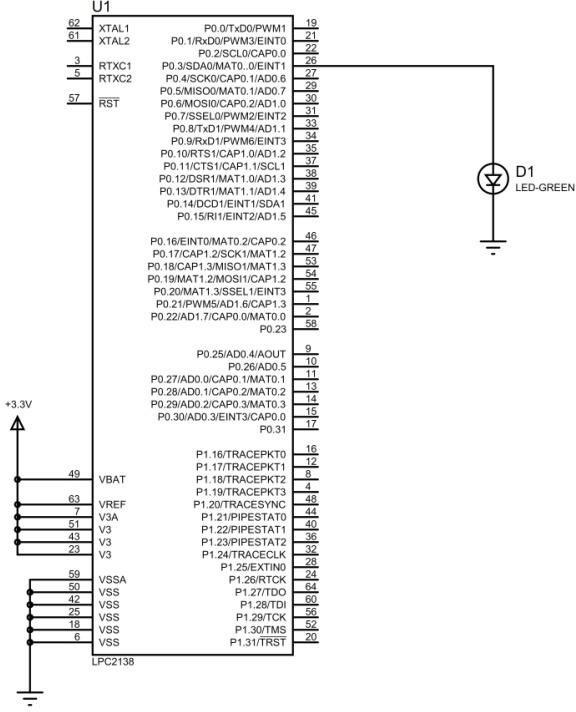 U1
62 XTAL1 P0.0/TxD0/PWM1 19
61 XTAL2 P0.1/RxD0/PWM3/EINT0 21
P0.2/SCL0/CAP0.0 22
3 RTXC1 P0.3/SDA0/MAT0..0/EINT1 26
5 RTXC2 P0.4/SCK0/CAP0.1/AD0.6 27
P0.5/MISO0/MAT0.1/AD0.7 29
57 RST P0.6/MOSI0/CAP0.2/AD1.0 30
P0.7/SSEL0/PWM2/EINT2 31
P0.8/TxD1/PWM4/AD1.1 33
P0.9/RxD1/PWM6/EINT3 34
P0.10/RTS1/CAP1.0/AD1.2 35
P0.11/CTS1/CAP1.1/SCL1 37
P0.12/DSR1/MAT1.0/AD1.3 38
P0.13/DTR1/MAT1.1/AD1.4 39
P0.14/DCD1/EINT1/SDA1 41
P0.15/RI1/EINT2/AD1.5 45
D1
LED-GREEN
P0.16/EINT0/MAT0.2/CAP0.2 46
P0.17/CAP1.2/SCK1/MAT1.2 47
P0.18/CAP1.3/MISO1/MAT1.3 53
P0.19/MAT1.2/MOSI1/CAP1.2 54
P0.20/MAT1.3/SSEL1/EINT3 55
P0.21/PWM5/AD1.6/CAP1.3 1
P0.22/AD1.7/CAP0.0/MAT0.0 2
P0.23 58
P0.25/AD0.4/AOUT 9
P0.26/AD0.5 10
P0.27/AD0.0/CAP0.1/MAT0.1 11
P0.28/AD0.1/CAP0.2/MAT0.2 13
P0.29/AD0.2/CAP0.3/MAT0.3 14
P0.30/AD0.3/EINT3/CAP0.0 15
P0.31 17
+3.3V
P1.16/TRACEPKT0 16
P1.17/TRACEPKT1 12
49 VBAT P1.18/TRACEPKT2 8
P1.19/TRACEPKT3 4
63 VREF P1.20/TRACESYNC 48
7 V3A P1.21/PIPESTAT0 44
51 V3 P1.22/PIPESTAT1 40
43 V3 P1.23/PIPESTAT2 36
23 V3 P1.24/TRACECLK 32
P1.25/EXTIN0 28
59 VSSA P1.26/RTCK 24
50 VSS P1.27/TDO 64
42 VSS P1.28/TDI 60
25 VSS P1.29/TCK 56
18 VSS P1.30/TMS 52
6 VSS P1.31/TRST 20
LPC2138